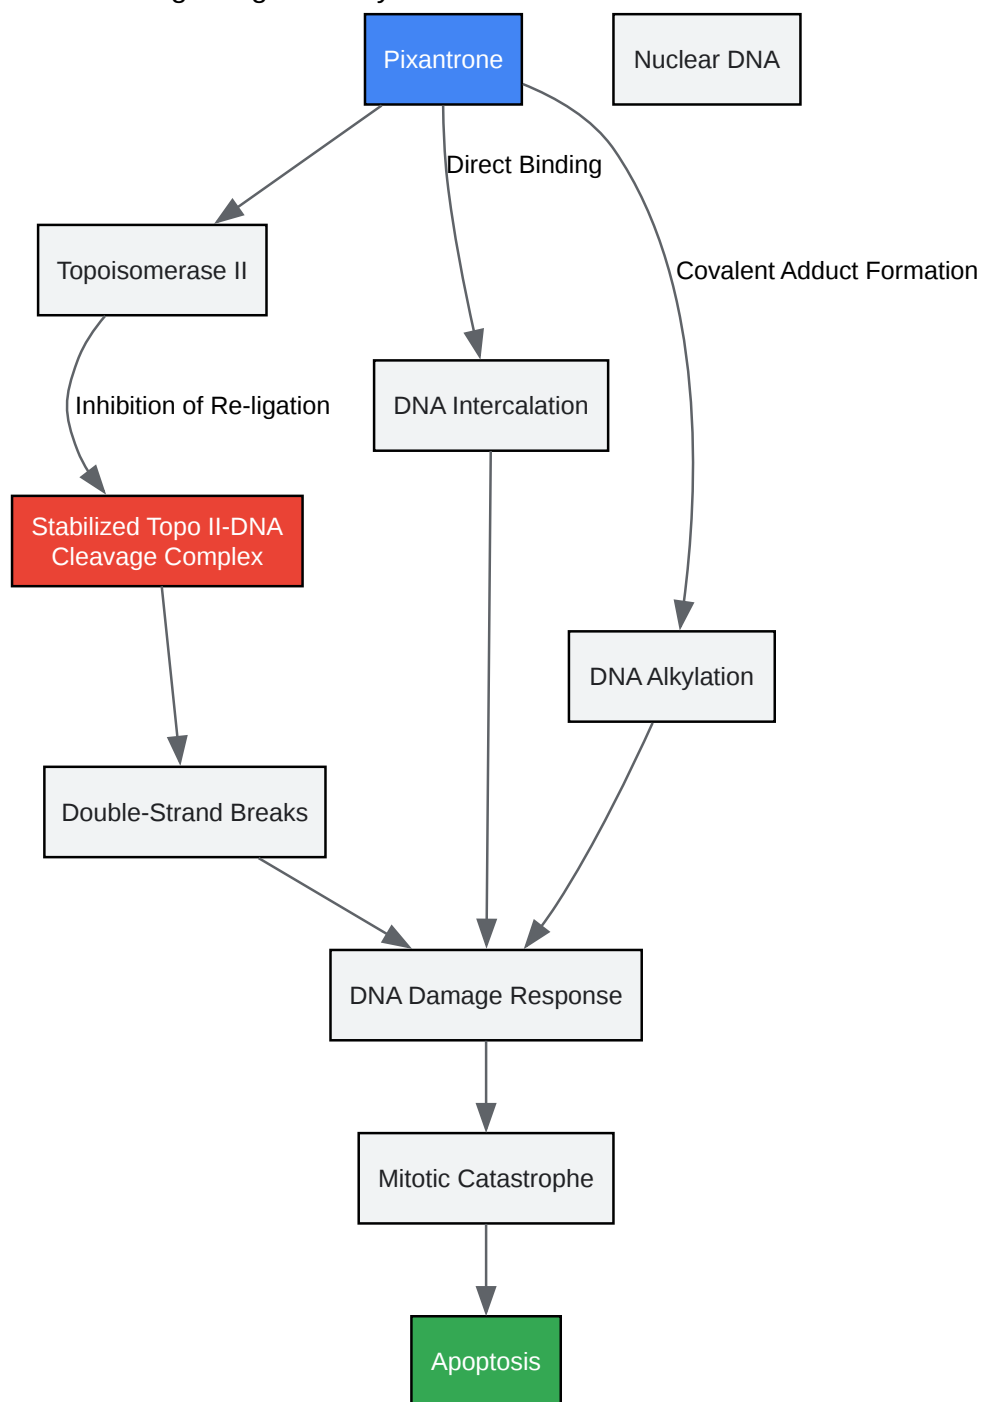 Pixantrone
Nuclear DNA
Direct Binding
Topoisomerase II
Covalent Adduct Formation
Inhibition of Re-ligation
DNA Intercalation
Stabilized Topo II-DNA
Cleavage Complex
DNA Alkylation
Double-Strand Breaks
DNA Damage Response
Mitotic Catastrophe
Apoptosis